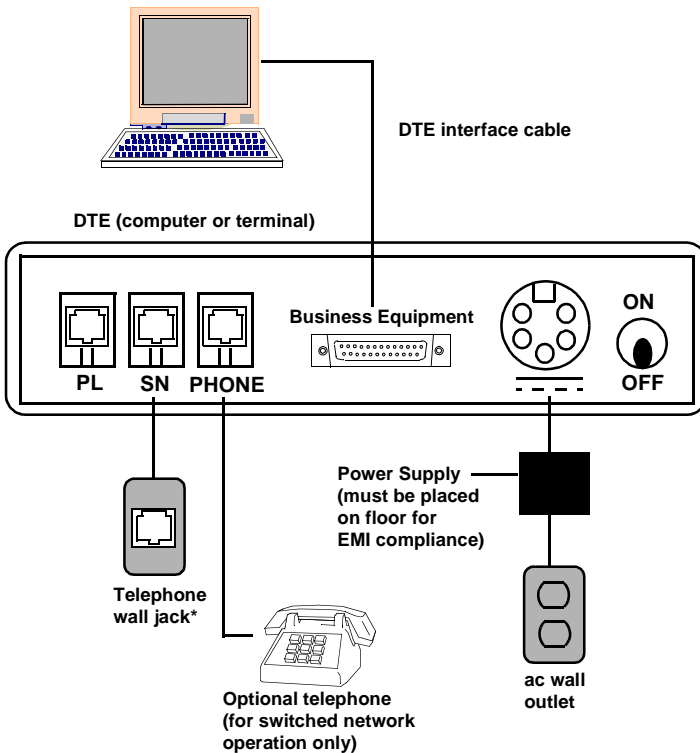 DTE interface cable
DTE (computer or terminal)
Business Equipment
ON
PL SN PHONE
OFF
Power Supply
(must be placed
on floor for
EMI compliance)
Telephone
wall jack*
Optional telephone
(for switched network
operation only)
ac wall
outlet